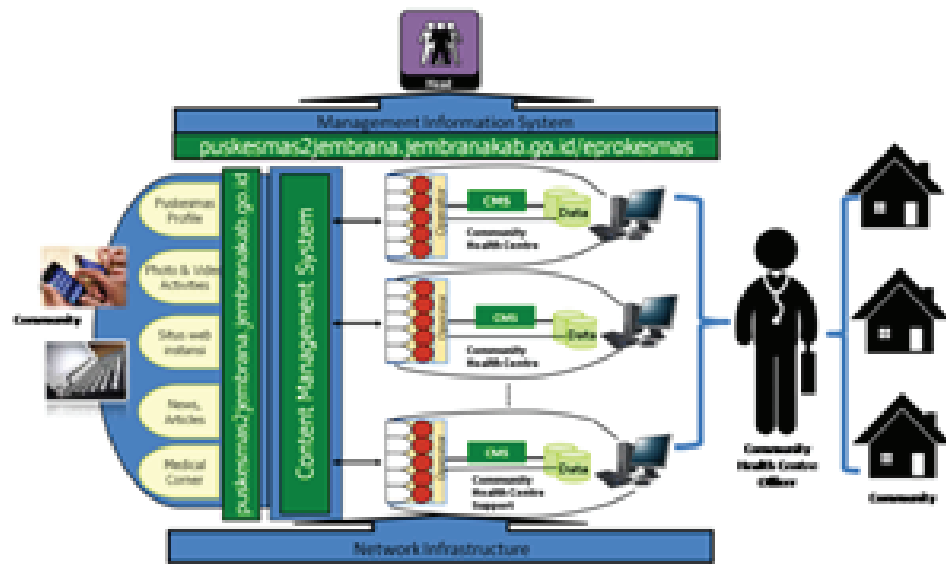 Head
Management Information System
puskesmas2jembrana.jembranakab.go.id/eprokesmas
Puskesmas
Profile
Photo & Video
Activities
Situs web
instansi
News,
Articles
Medical
Corner
Community
puskesmas2jembrana.jembranakab.go.id
Content Management System
CMS
Data
Community
Health Centre
CMS
Data
Community
Health Centre
CMS
Data
Community
Health Centre
Support
Community
Health Centre
Officer
Community
Network Infrastructure